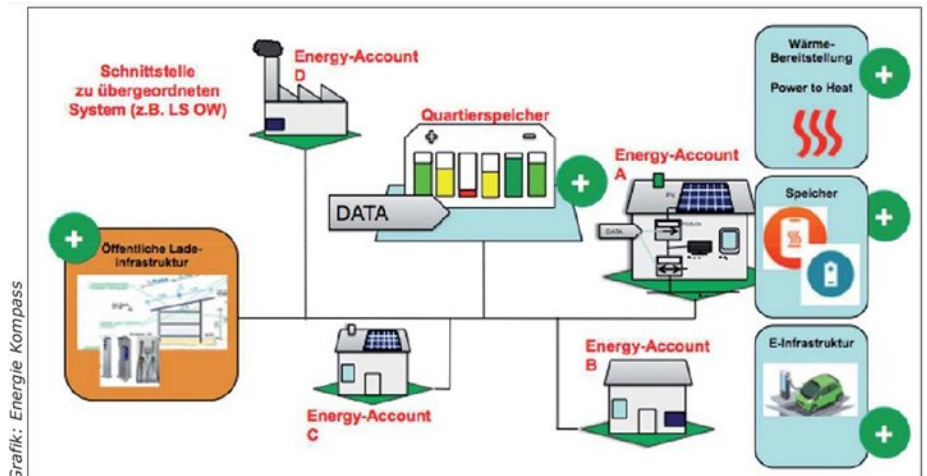 Schnittstelle
zu übergeordneten
System (z.B. LS OW)
Energy-Account
D
Quartierspeicher
+ −
DATA
Energy-Account
A
PV
DATA
Wärme-
Bereitstellung
Power to Heat
+
Speicher
+
E-Infrastruktur
+
+
+
Öffentliche Lade-
infrastruktur
Energy-Account
C
Energy-Account
B
Grafik: Energie Kompass